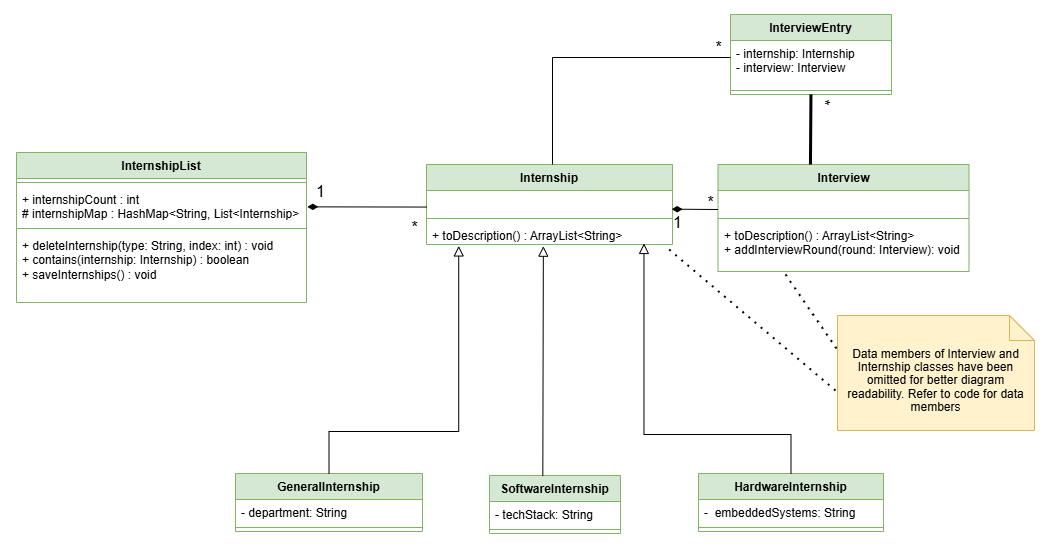 InterviewEntry
- internship: Internship
- interview: Interview
*
*
InternshipList
+ internshipCount : int
# internshipMap : HashMap<String, List<Internship>
+ deleteInternship(type: String, index: int) : void
+ contains(internship: Internship) : boolean
+ saveInternships() : void
1
*
Internship
+ toDescription() : ArrayList<String>
1
*
Interview
+ toDescription() : ArrayList<String>
+ addInterviewRound(round: Interview): void
Data members of Interview and
Internship classes have been
omitted for better diagram
readability. Refer to code for data
members
GeneralInternship
- department: String
SoftwareInternship
- techStack: String
HardwareInternship
- embeddedSystems: String